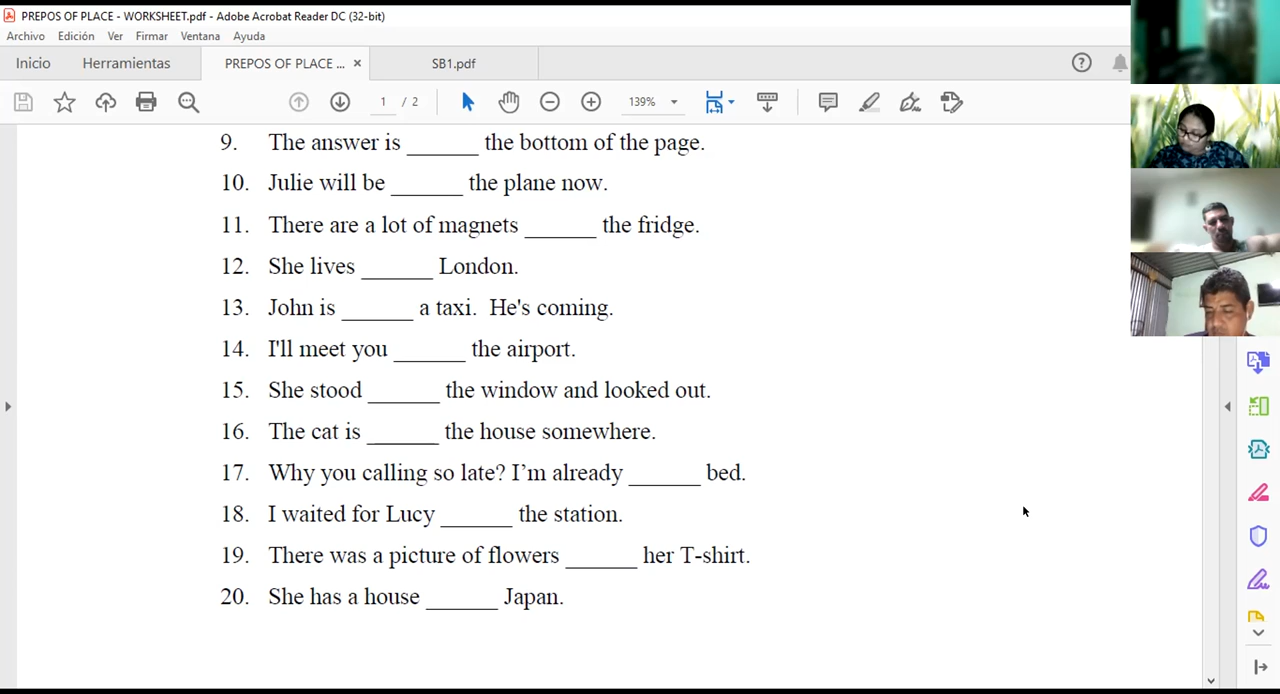 PREPOS OF PLACE - WORKSHEET.pdf - Adobe Acrobat Reader DC (32-bit)
Archivo Edición Ver Firmar Ventana Ayuda
Inicio Herramientas PREPOS OF PLACE ... × SB1.pdf
1 / 2 139%
9. The answer is ______ the bottom of the page.
10. Julie will be ______ the plane now.
11. There are a lot of magnets ______ the fridge.
12. She lives ______ London.
13. John is ______ a taxi. He's coming.
14. I'll meet you ______ the airport.
15. She stood ______ the window and looked out.
16. The cat is ______ the house somewhere.
17. Why you calling so late? I’m already ______ bed.
18. I waited for Lucy ______ the station.
19. There was a picture of flowers ______ her T-shirt.
20. She has a house ______ Japan.